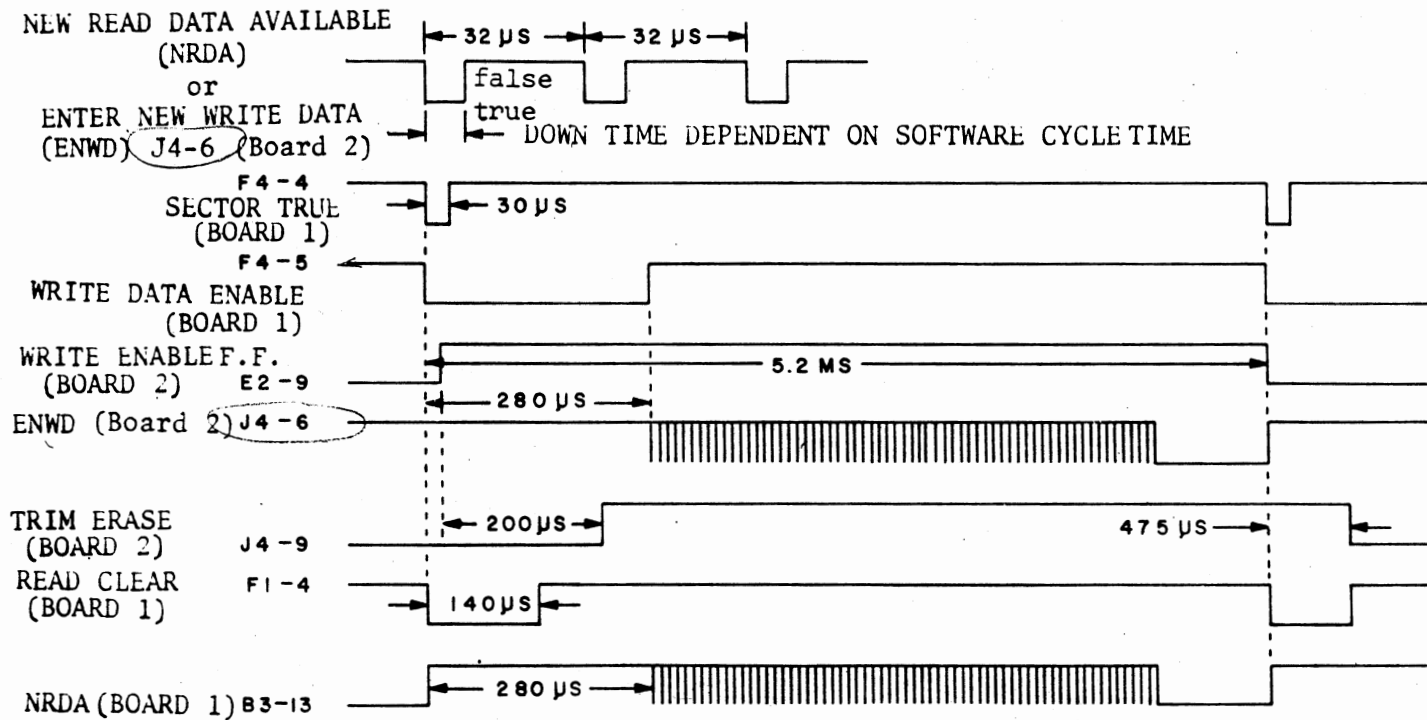 NEW READ DATA AVAILABLE
(NRDA)
or
ENTER NEW WRITE DATA
(ENWD) J4-6 (Board 2)
32 µS
32 µS
false
true
DOWN TIME DEPENDENT ON SOFTWARE CYCLE TIME
F4-4
SECTOR TRUE
(BOARD 1)
30 µS
F4-5
WRITE DATA ENABLE
(BOARD 1)
WRITE ENABLE F.F.
(BOARD 2) E2-9
5.2 MS
280 µS
ENWD (Board 2) J4-6
TRIM ERASE
(BOARD 2) J4-9
200 µS
475 µS
READ CLEAR F1-4
(BOARD 1)
140 µS
NRDA (BOARD 1) B3-13
280 µS